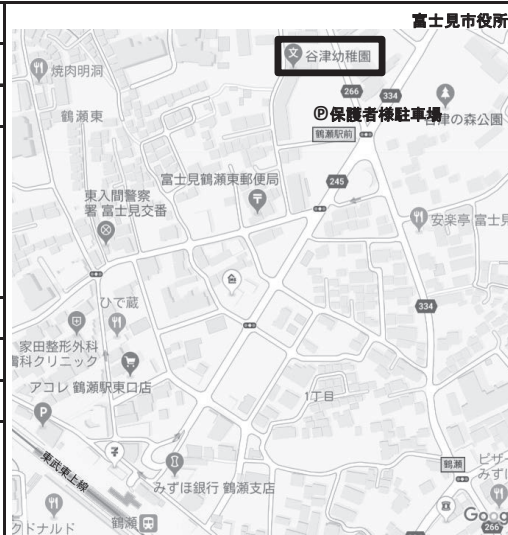 富士見市役所
谷津幼稚園
焼肉明洞
266
334
Ⓟ保護者様駐車場
谷津の森公園
鶴瀬東
鶴瀬駅前
富士見鶴瀬東郵便局
245
東入間警察
署 富士見交番
安楽亭 富士見
ひで蔵
334
家田整形外科
歯科クリニック
アコレ 鶴瀬駅東口店
1丁目
P
東武東上線
鶴瀬
みずほ銀行 鶴瀬支店
ピザ
みず
クドナルド
鶴瀬
Goog
266